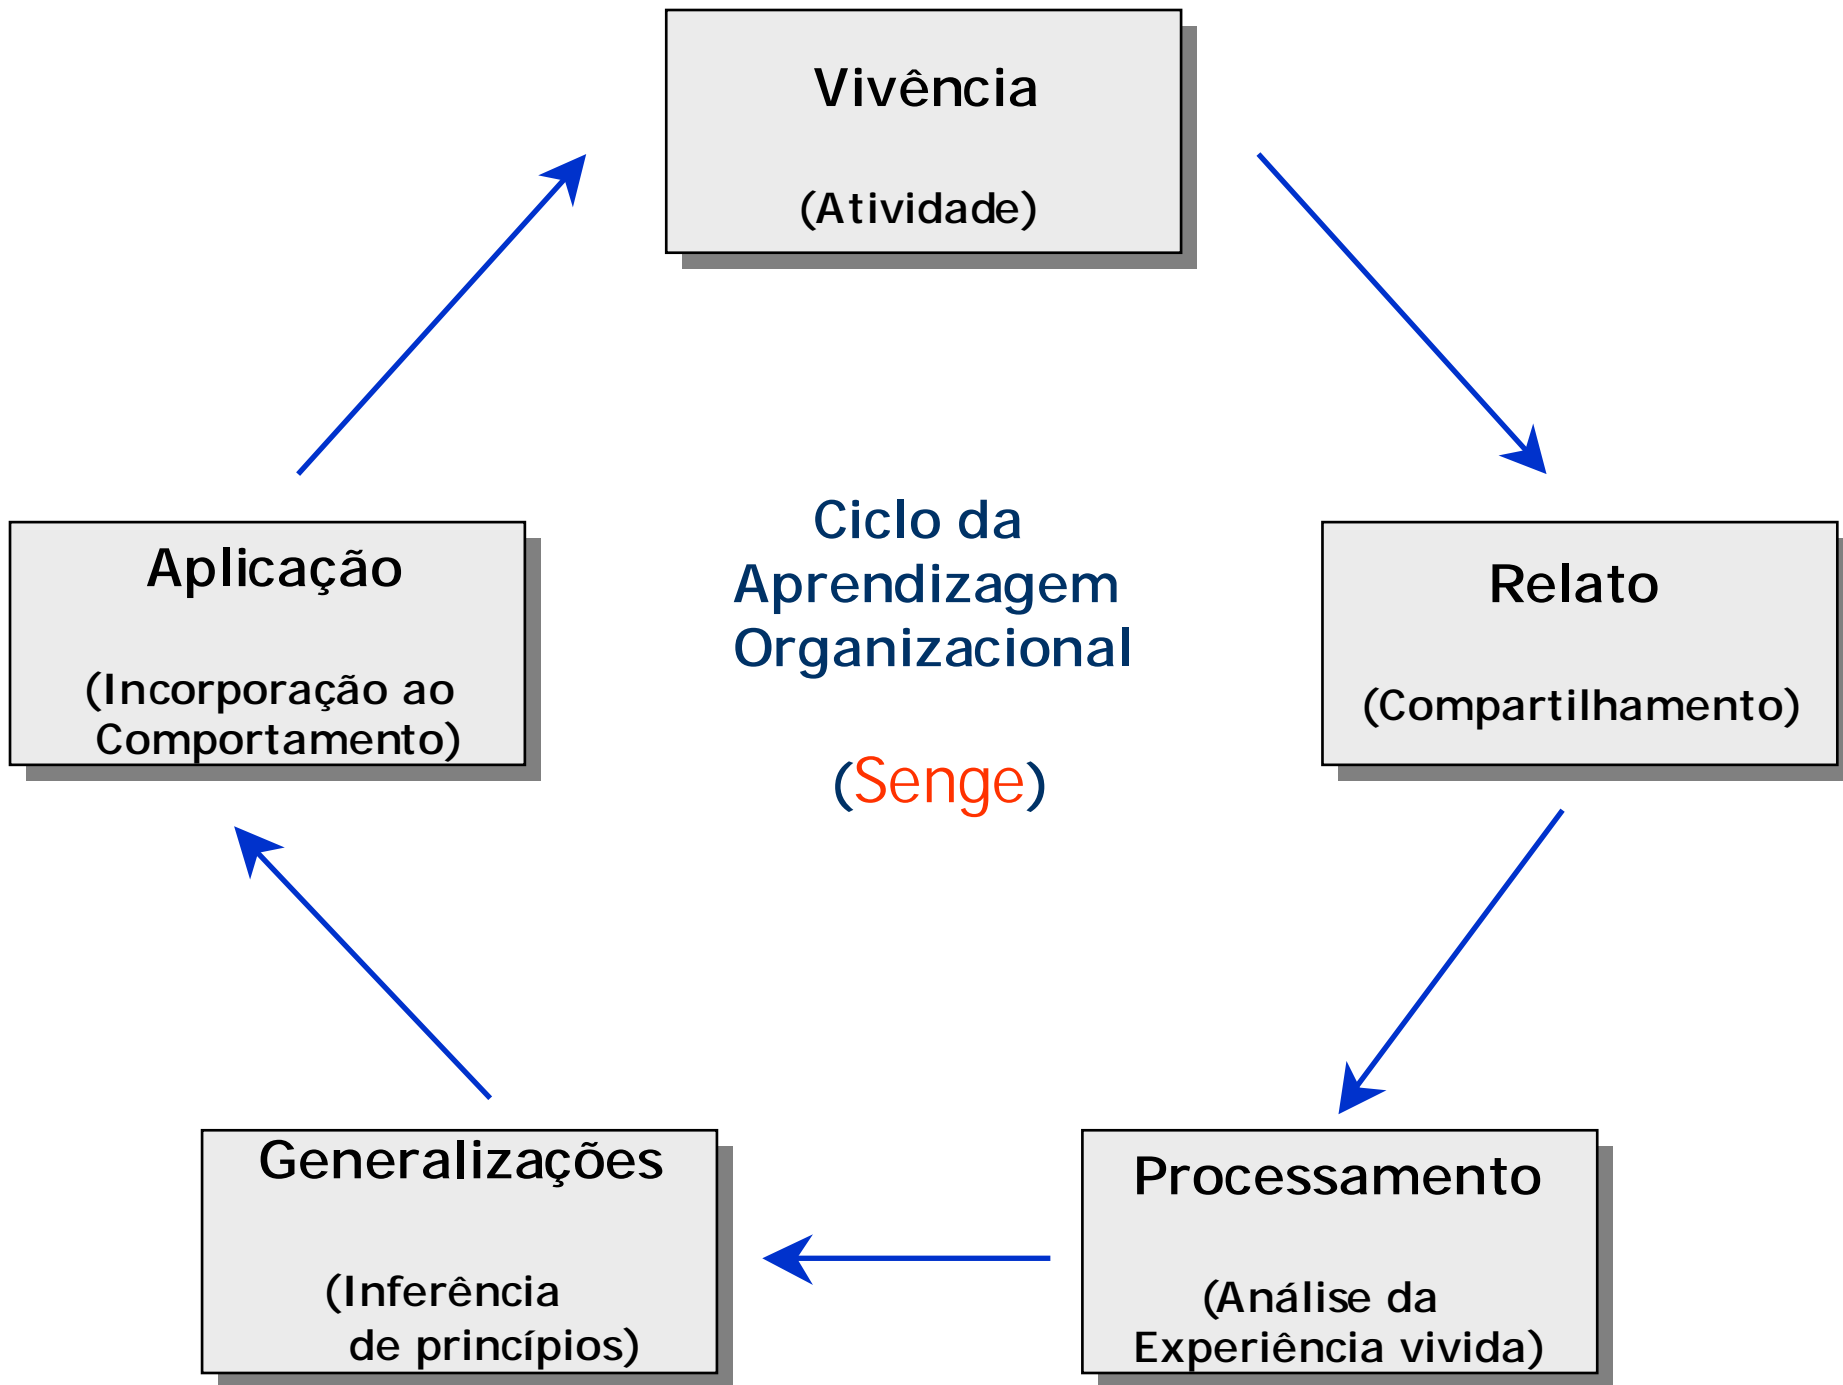 Vivência
(Atividade)
Relato
(Compartilhamento)
Processamento
(Análise da
Experiência vivida)
Generalizações
(Inferência
de princípios)
Aplicação
(Incorporação ao
Comportamento)
Ciclo da
Aprendizagem
Organizacional
(Senge)